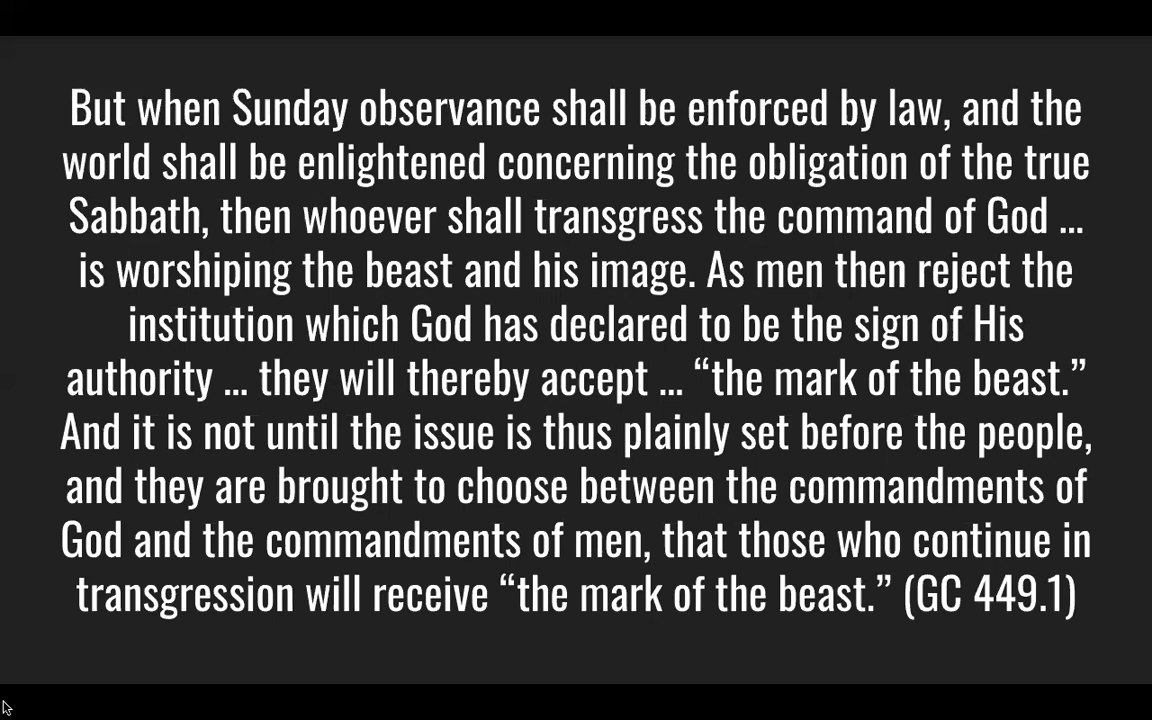 But when Sunday observance shall be enforced by law, and the
world shall be enlightened concerning the obligation of the true
Sabbath, then whoever shall transgress the command of God ...
is worshiping the beast and his image. As men then reject the
institution which God has declared to be the sign of His
authority ... they will thereby accept ... “the mark of the beast.”
And it is not until the issue is thus plainly set before the people,
and they are brought to choose between the commandments of
God and the commandments of men, that those who continue in
transgression will receive “the mark of the beast.” (GC 449.1)